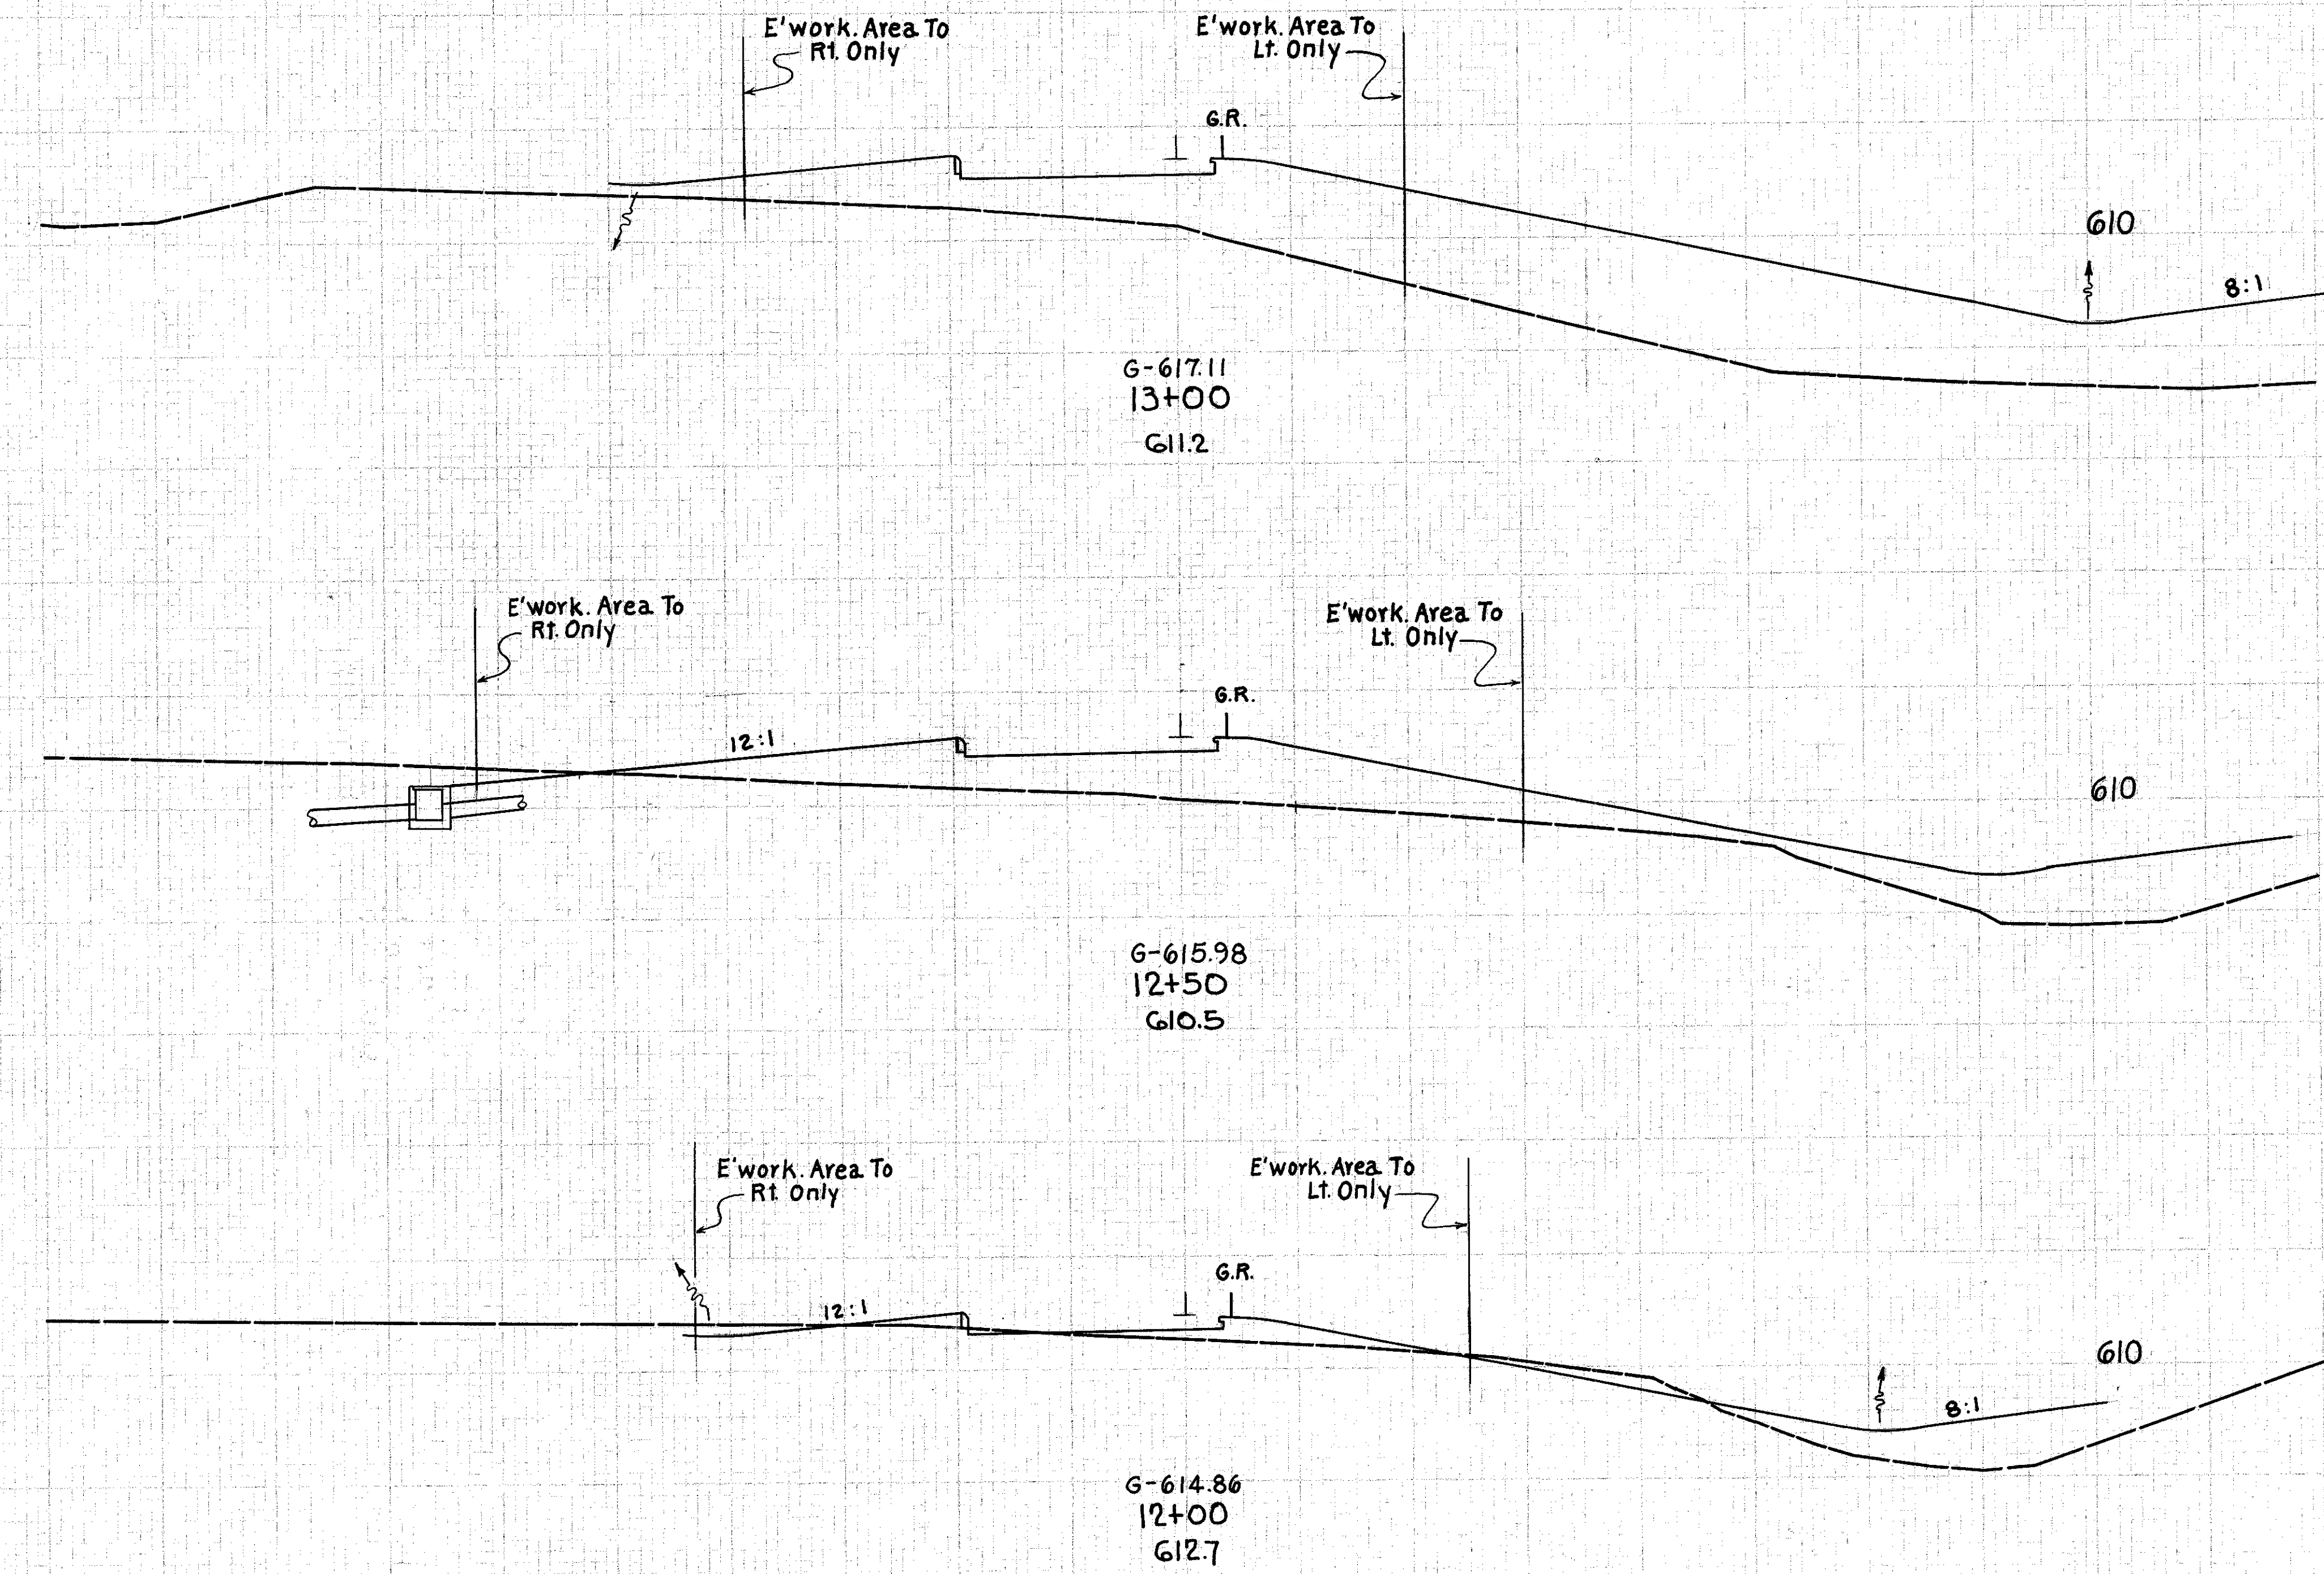 E'work. Area To
Rt. Only
E'work. Area To
Lt. Only
G.R.
610
8:1
G-617.11
13+00
611.2
E'work. Area To
Rt. Only
E'work. Area To
Lt. Only
12:1
G.R.
610
G-615.98
12+50
610.5
E'work. Area To
Rt. Only
E'work. Area To
Lt. Only
12:1
G.R.
610
8:1
G-614.86
12+00
612.7